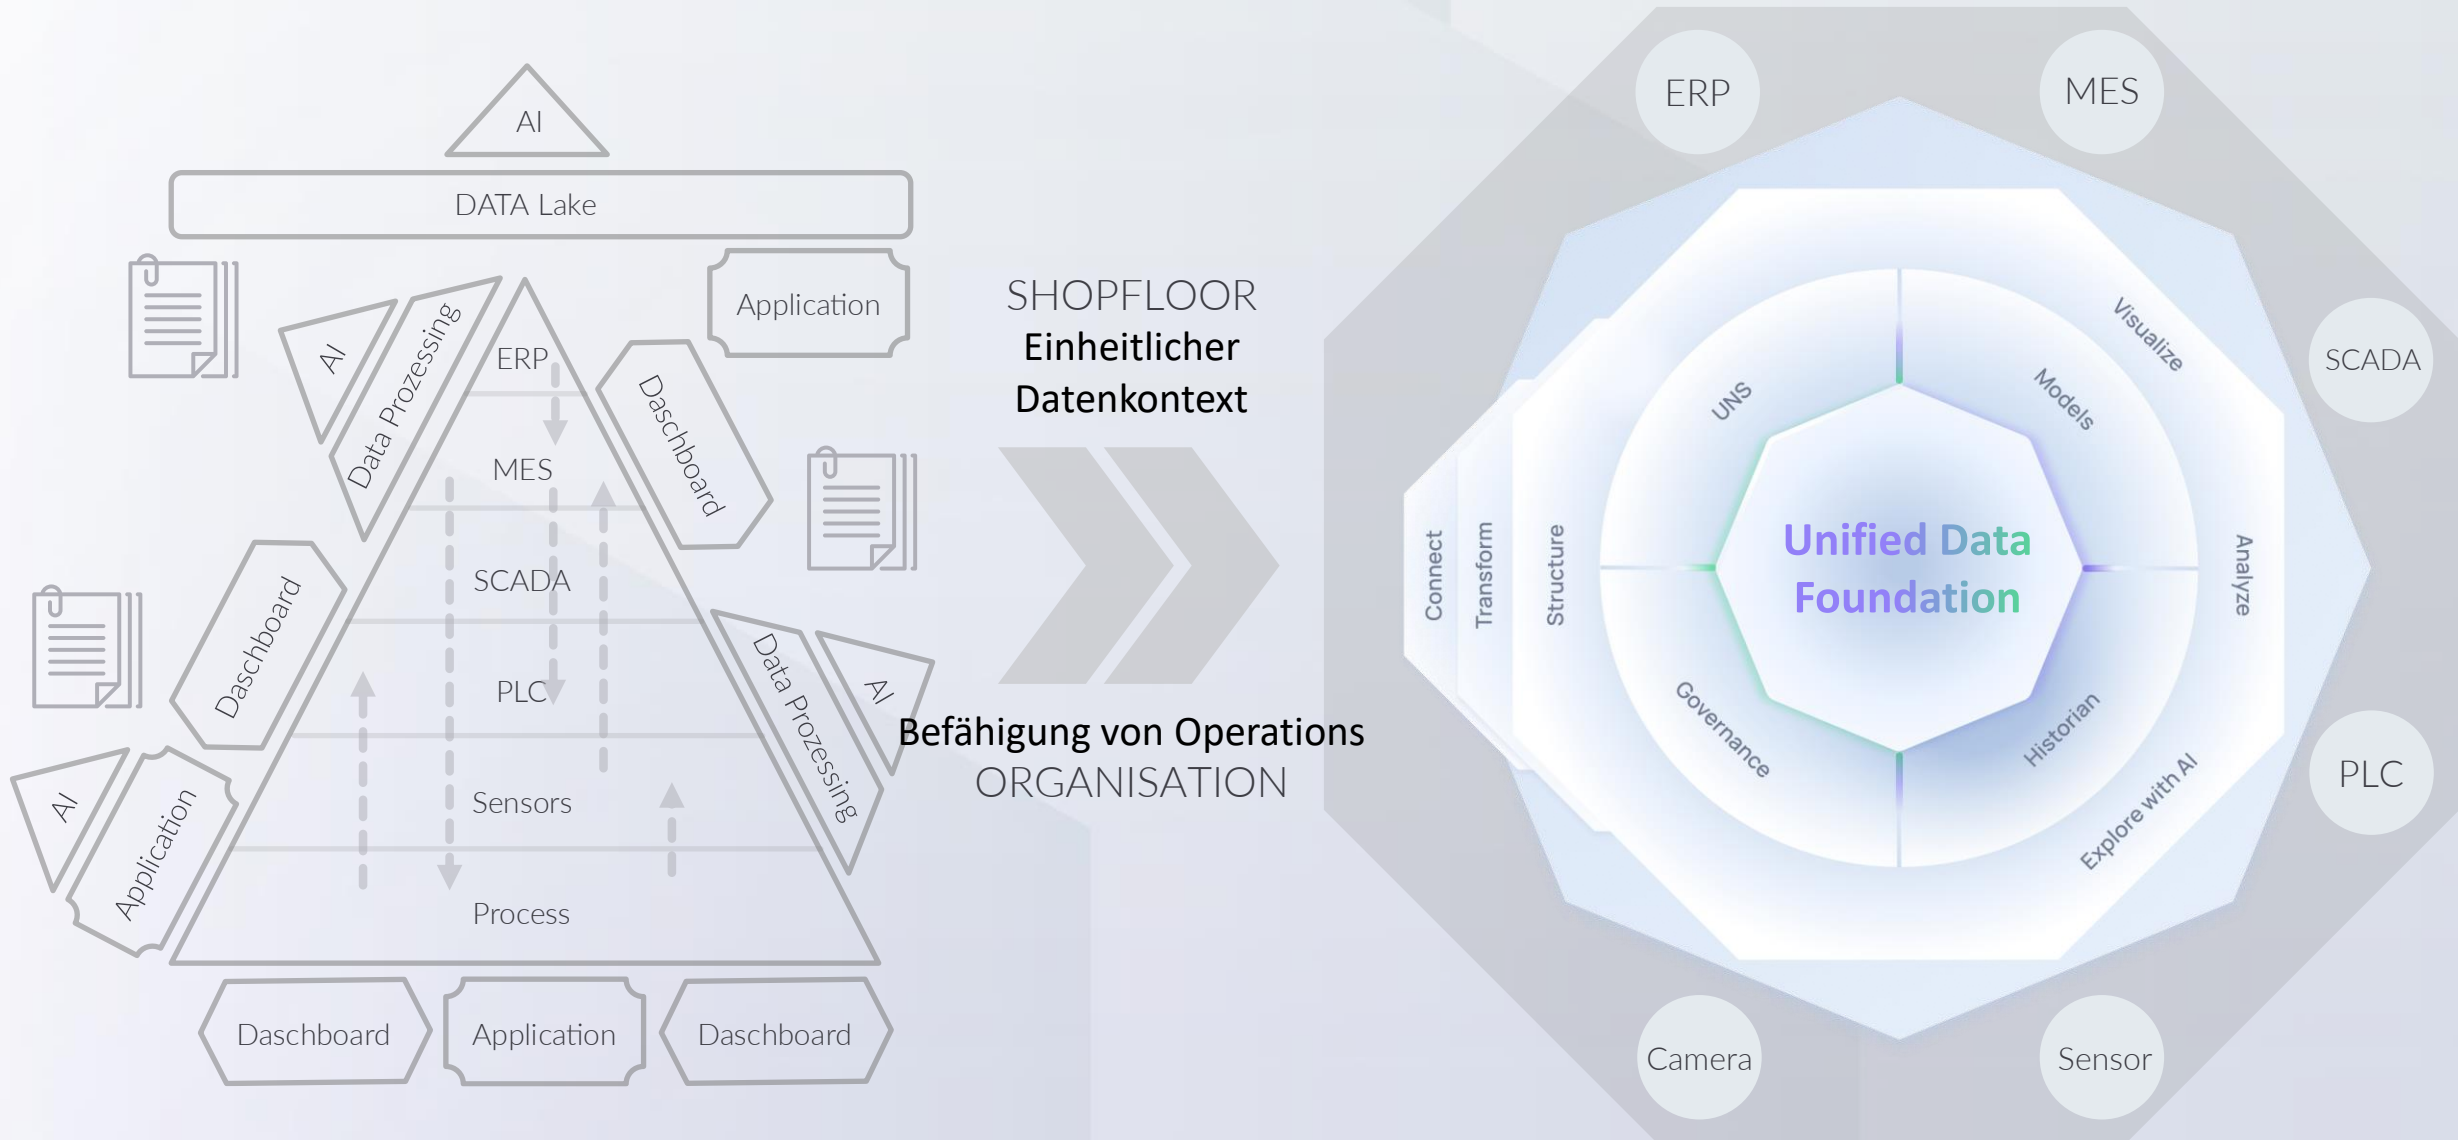 AI
DATA Lake
Application
AI
Data Prozessing
ERP
Daschboard
MES
SCADA
Daschboard
PLC
Data Prozessing
AI
Sensors
AI
Application
Process
Daschboard
Application
Daschboard
SHOPFLOOR
Einheitlicher
Datenkontext
Befähigung von Operations
ORGANISATION
ERP
MES
SCADA
PLC
Sensor
Camera
Connect
Transform
Structure
UNS
Models
Governance
Historian
Visualize
Analyze
Explore with AI
Unified Data
Foundation